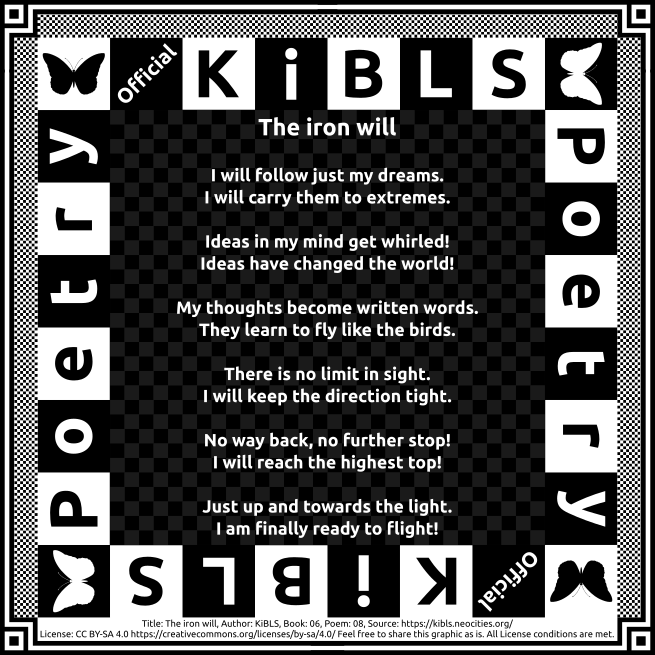 Official KiBLS
Poetry
Poetry
The iron will
I will follow just my dreams.
I will carry them to extremes.
Ideas in my mind get whirled!
Ideas have changed the world!
My thoughts become written words.
They learn to fly like the birds.
There is no limit in sight.
I will keep the direction tight.
No way back, no further stop!
I will reach the highest top!
Just up and towards the light.
I am finally ready to flight!
Official KiBLS
Title: The iron will, Author: KiBLS, Book: 06, Poem: 08, Source: https://kibls.neocities.org/
License: CC BY-SA 4.0 https://creativecommons.org/licenses/by-sa/4.0/ Feel free to share this graphic as is. All License conditions are met.